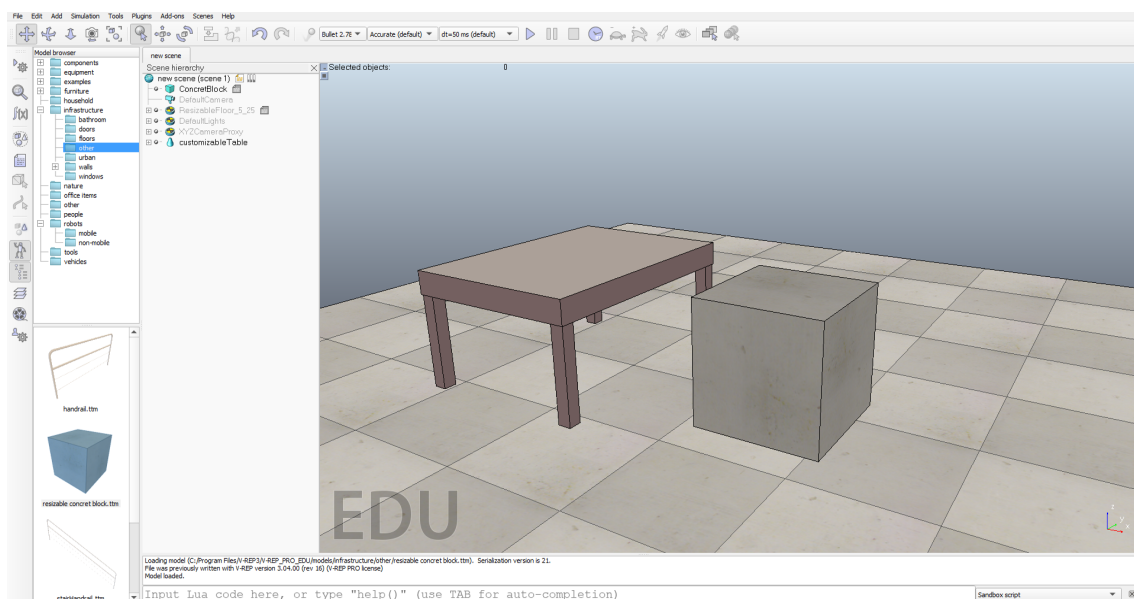 File Edit Add Simulation Tools Plugins Add-ons Scenes Help
Bullet 2.78 Accurate (default) dt=50 ms (default)
Model browser
components
equipment
examples
furniture
household
infrastructure
bathroom
doors
floors
other
urban
walls
windows
nature
office items
other
people
robots
mobile
non-mobile
tools
vehicles
handrail.ttm
resizable concret block.ttm
stairHandrail.ttm
new scene
Scene hierarchy
new scene (scene 1)
ConcretBlock
DefaultCamera
ResizableFloor_5_25
DefaultLights
XYZCameraProxy
customizableTable
Selected objects: 0
EDU
z
y
x
Loading model (C:/Program Files/V-REP3/V-REP_PRO_EDU/models/infrastructure/other/resizable concret block.ttm). Serialization version is 21.
File was previously written with V-REP version 3.04.00 (rev 16) (V-REP PRO license)
Model loaded.
Input Lua code here, or type "help()" (use TAB for auto-completion)
Sandbox script